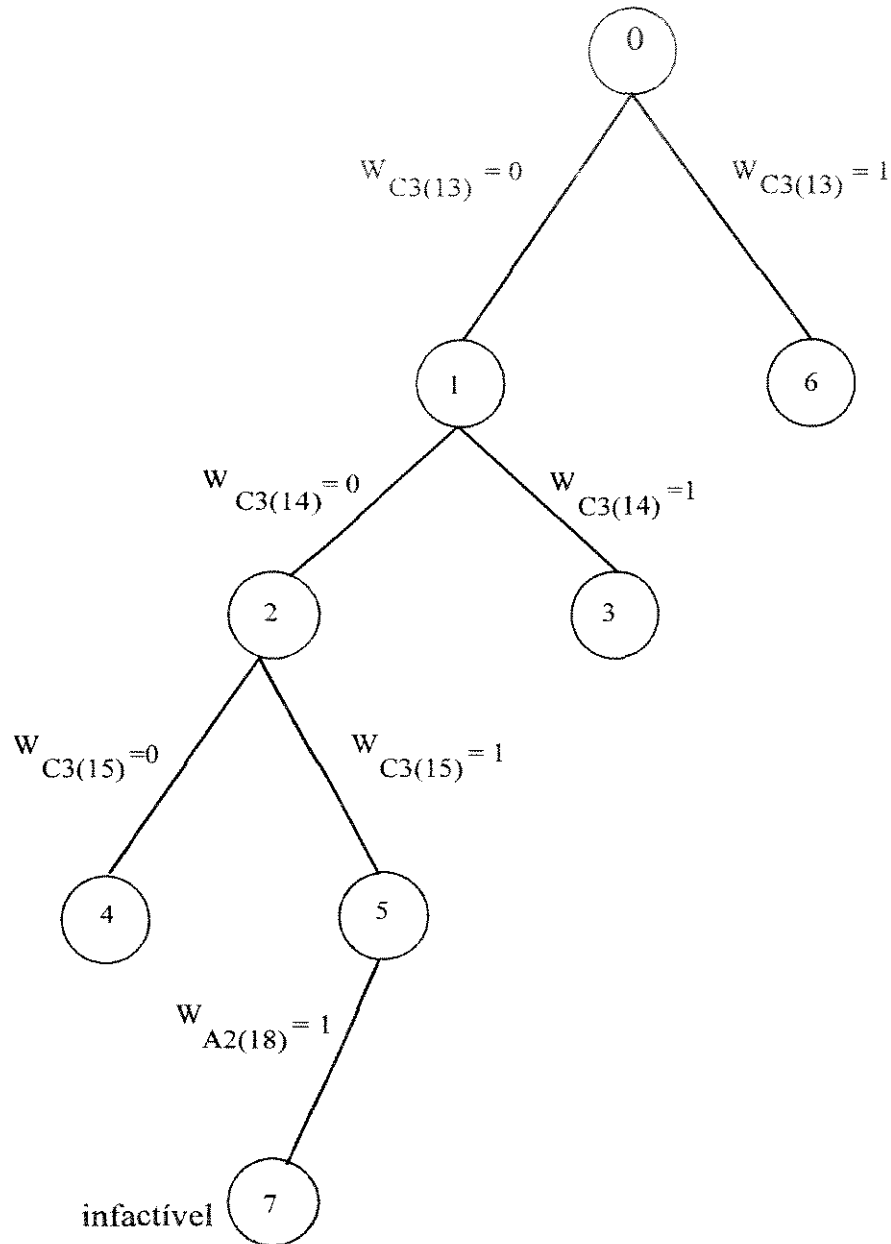 0
W C3(13) = 0
W C3(13) = 1
1
6
W C3(14) = 0
W C3(14) =1
2
3
W C3(15) =0
W C3(15) = 1
4
5
W A2(18) = 1
infactível
7